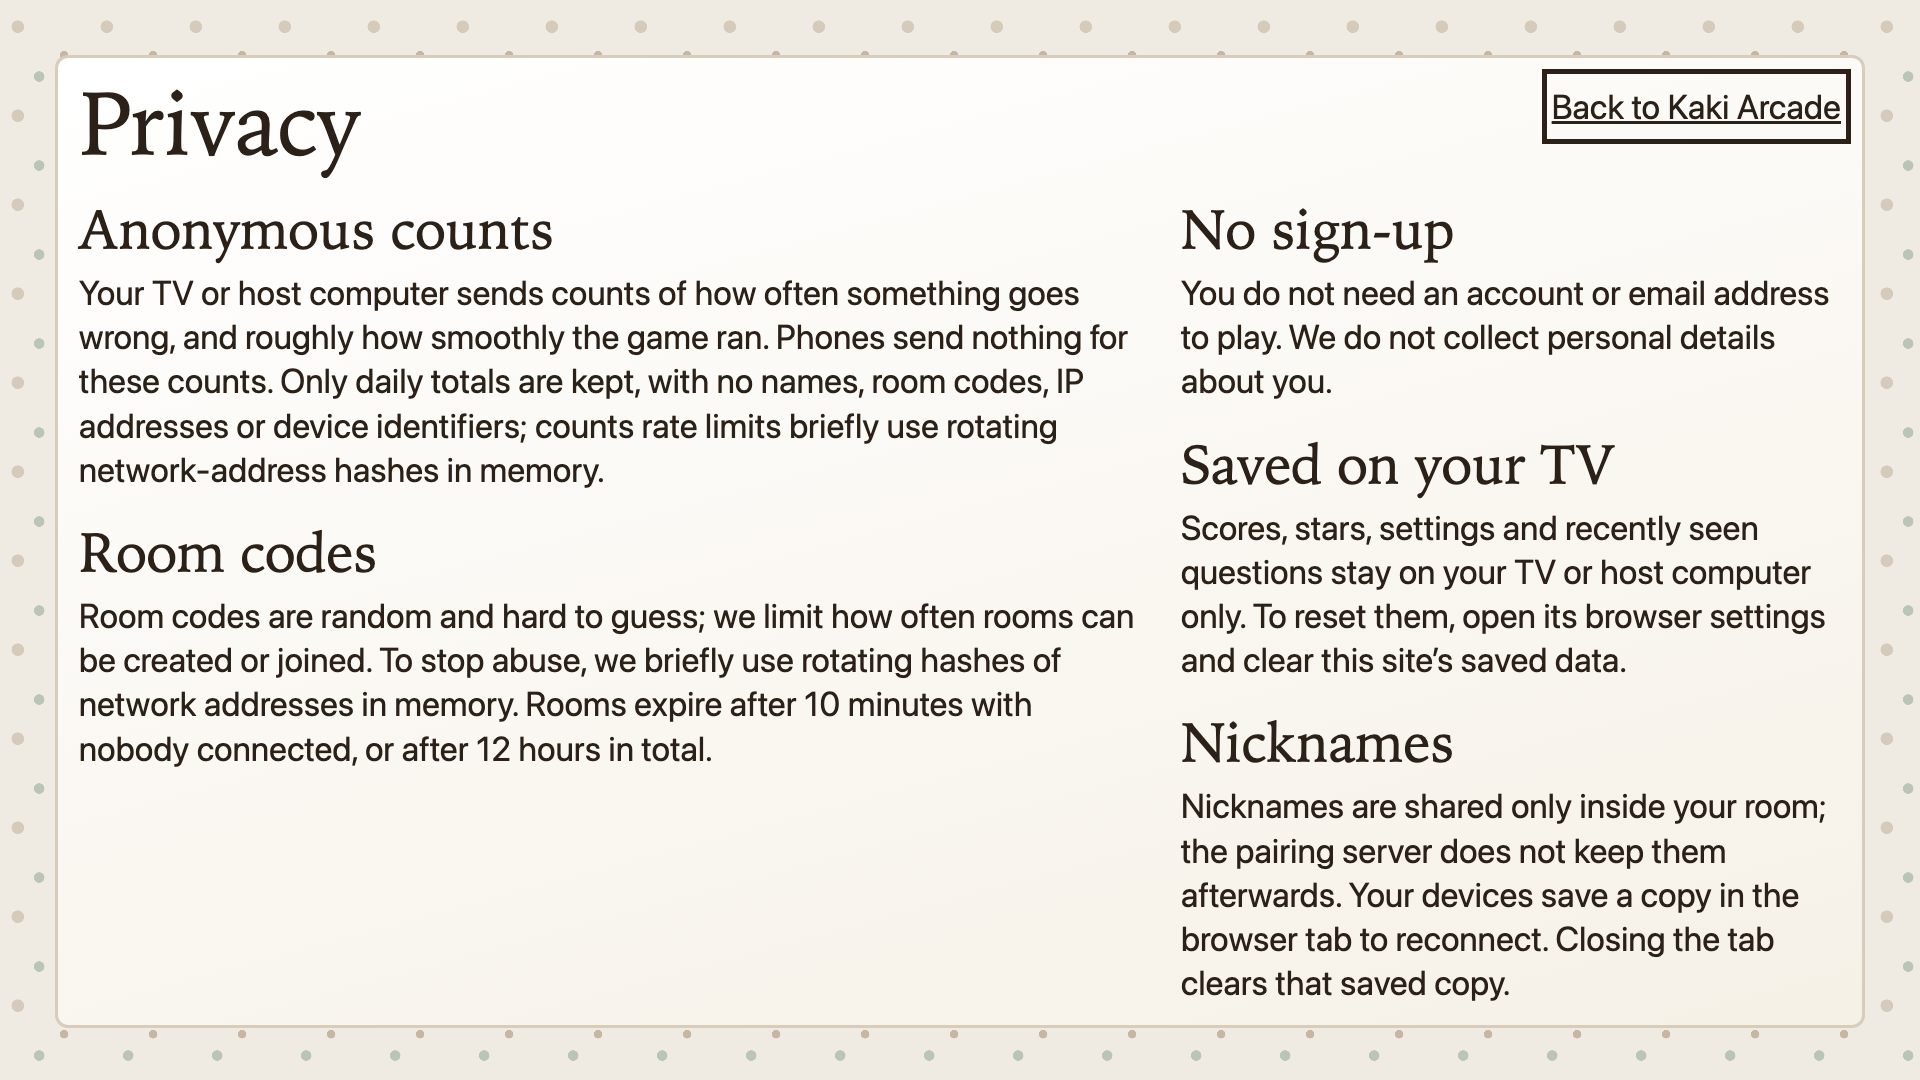 Privacy
Back to Kaki Arcade
Anonymous counts
Your TV or host computer sends counts of how often something goes
wrong, and roughly how smoothly the game ran. Phones send nothing for
these counts. Only daily totals are kept, with no names, room codes, IP
addresses or device identifiers; counts rate limits briefly use rotating
network-address hashes in memory.
Room codes
Room codes are random and hard to guess; we limit how often rooms can
be created or joined. To stop abuse, we briefly use rotating hashes of
network addresses in memory. Rooms expire after 10 minutes with
nobody connected, or after 12 hours in total.
No sign-up
You do not need an account or email address
to play. We do not collect personal details
about you.
Saved on your TV
Scores, stars, settings and recently seen
questions stay on your TV or host computer
only. To reset them, open its browser settings
and clear this site’s saved data.
Nicknames
Nicknames are shared only inside your room;
the pairing server does not keep them
afterwards. Your devices save a copy in the
browser tab to reconnect. Closing the tab
clears that saved copy.